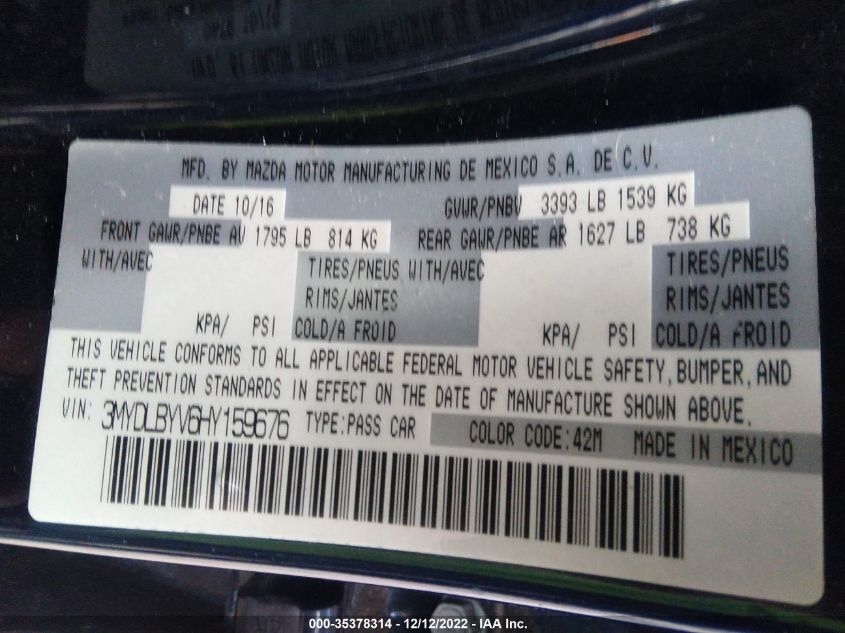 MFD. BY MAZDA MOTOR MANUFACTURING DE MEXICO S.A. DE C.V.
DATE 10/16 GVWR/PNBV 3393 LB 1539 KG
FRONT GAWR/PNBE AV 1795 LB 814 KG REAR GAWR/PNBE AR 1627 LB 738 KG
WITH/AVEC TIRES/PNEUS WITH/AVEC TIRES/PNEUS
RIMS/JANTES RIMS/JANTES
KPA/ PSI COLD/A FROID KPA/ PSI COLD/A FROID
THIS VEHICLE CONFORMS TO ALL APPLICABLE FEDERAL MOTOR VEHICLE SAFETY, BUMPER, AND
THEFT PREVENTION STANDARDS IN EFFECT ON THE DATE OF MANUFACTURE SHOWN ABOVE.
VIN: 3MYDLBYV6HY159676 TYPE:PASS CAR COLOR CODE:42M MADE IN MEXICO
000-35378314 - 12/12/2022 - IAA Inc.